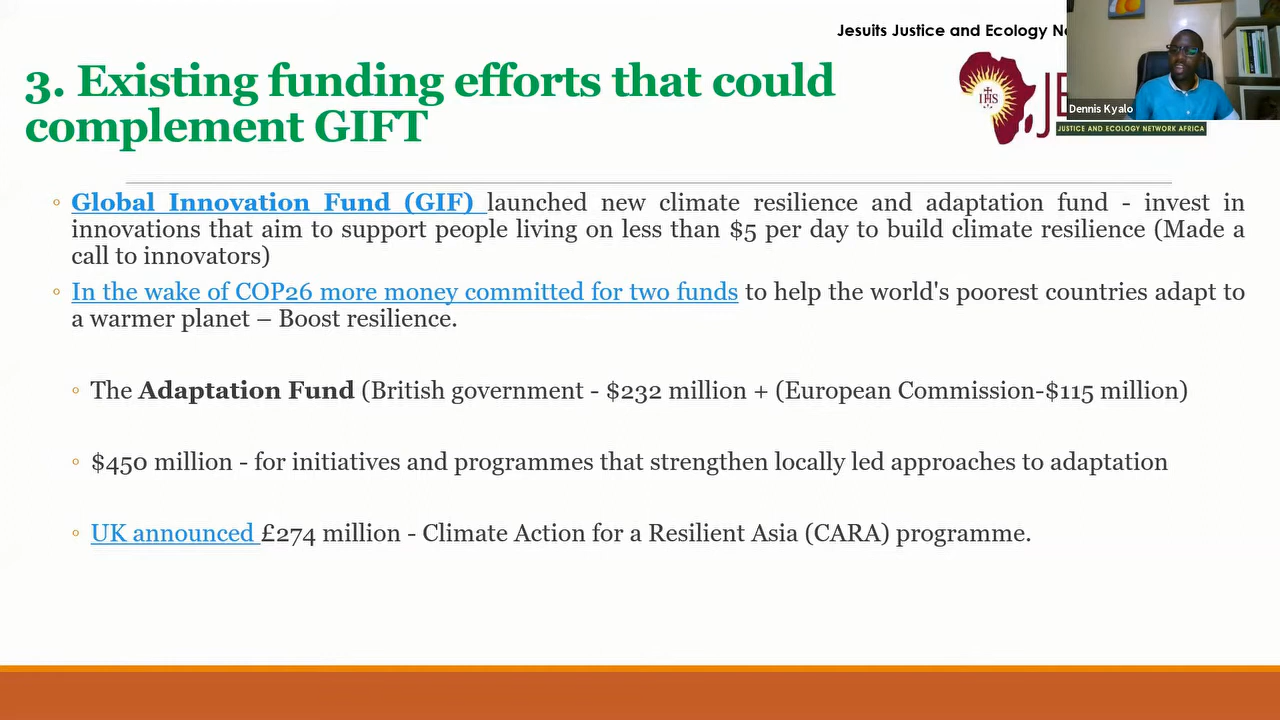 Jesuits Justice and Ecology
3. Existing funding efforts that could
complement GIFT
IHS
Dennis Kyalo
JUSTICE AND ECOLOGY NETWORK AFRICA
◦ Global Innovation Fund (GIF) launched new climate resilience and adaptation fund - invest in
innovations that aim to support people living on less than $5 per day to build climate resilience (Made a
call to innovators)
◦ In the wake of COP26 more money committed for two funds to help the world's poorest countries adapt to
a warmer planet – Boost resilience.
◦ The Adaptation Fund (British government - $232 million + (European Commission-$115 million)
◦ $450 million - for initiatives and programmes that strengthen locally led approaches to adaptation
◦ UK announced £274 million - Climate Action for a Resilient Asia (CARA) programme.